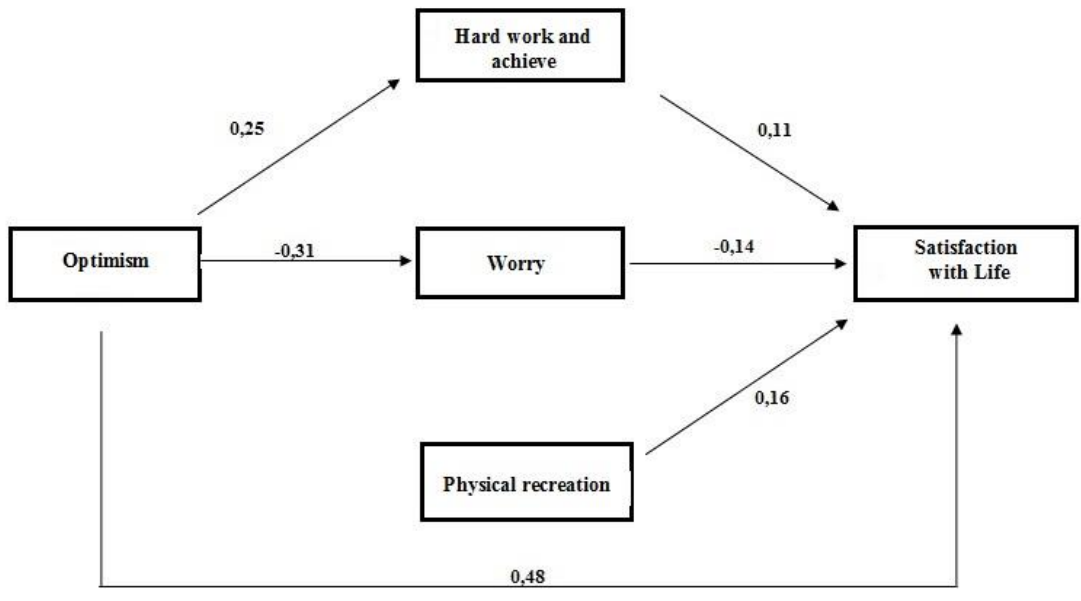 Hard work and
achieve
0,25
0,11
Optimism
-0,31
Worry
-0,14
Satisfaction
with Life
0,16
Physical recreation
0,48